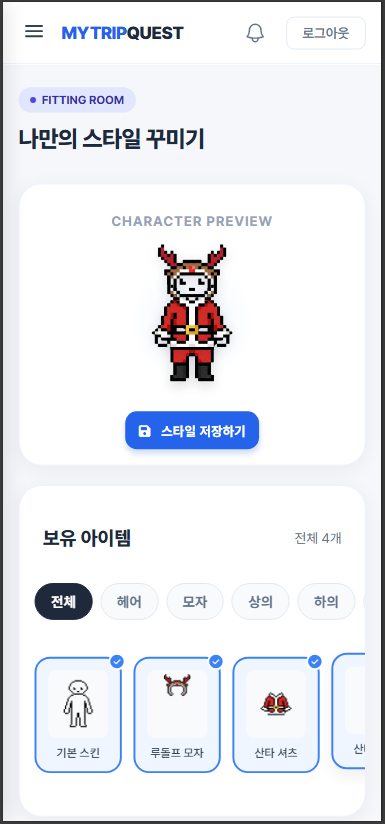 MYTRIPQUEST
로그아웃
FITTING ROOM
나만의 스타일 꾸미기
CHARACTER PREVIEW
스타일 저장하기
보유 아이템
전체 4개
전체 헤어 모자 상의 하의
기본 스킨 루돌프 모자 산타 셔츠